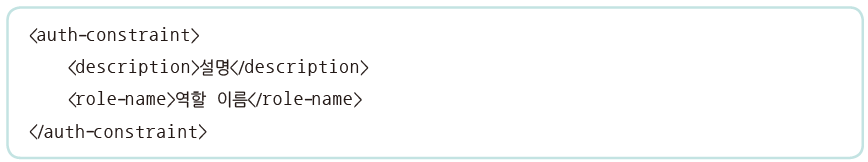 <auth-constraint>
    <description>설명</description>
    <role-name>역할 이름</role-name>
</auth-constraint>